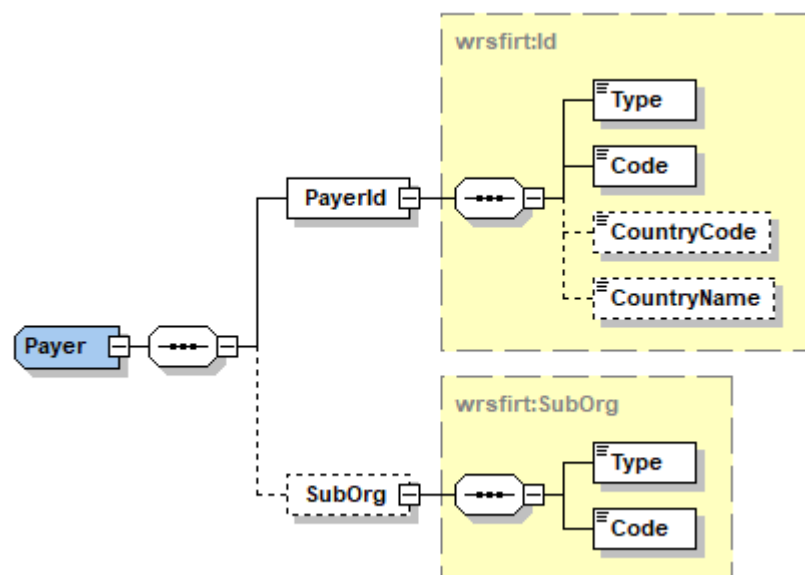 wrsfirt:Id
Type
Code
PayerId
CountryCode
CountryName
Payer
wrsfirt:SubOrg
Type
SubOrg
Code